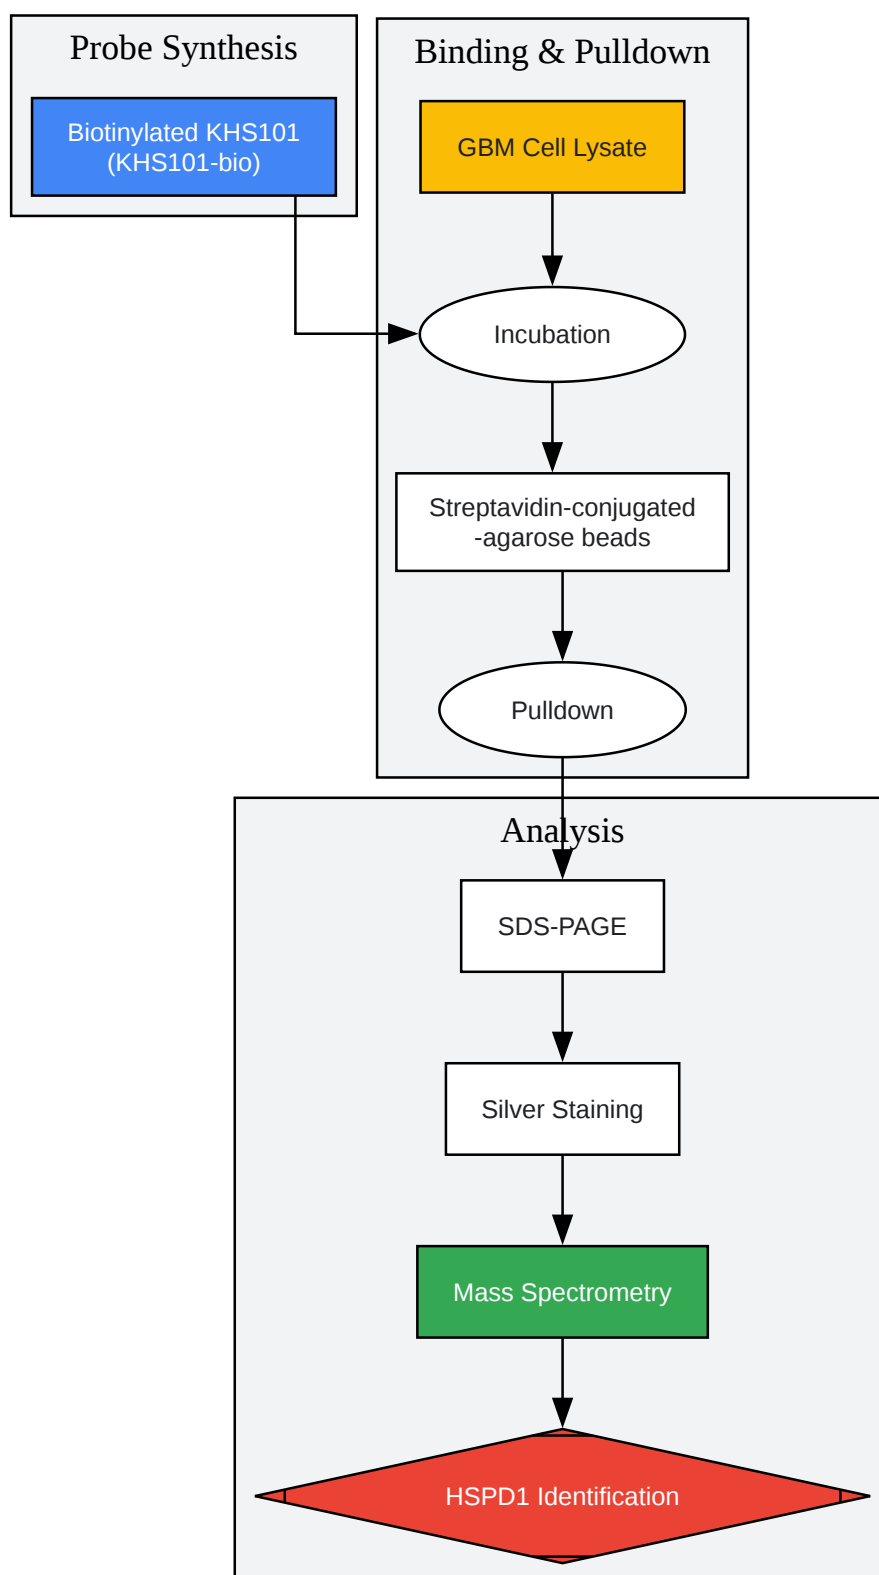 Probe Synthesis
Biotinylated KHS101
(KHS101-bio)
Binding & Pulldown
GBM Cell Lysate
Incubation
Streptavidin-conjugated
-agarose beads
Pulldown
Analysis
SDS-PAGE
Silver Staining
Mass Spectrometry
HSPD1 Identification